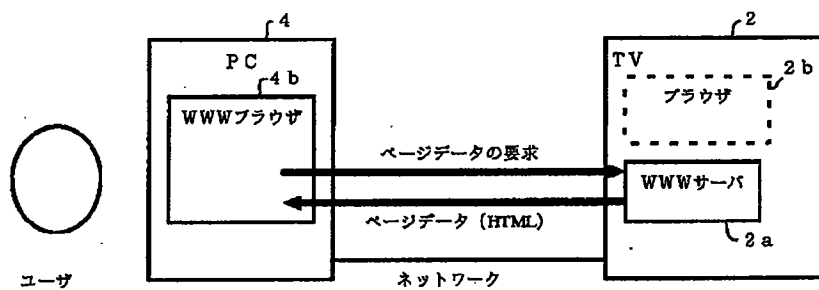 4
PC
4b
WWWブラウザ
2
TV
2b
ブラウザ
ページデータの要求
WWWサーバ
ページデータ (HTML)
2a
ユーザ
ネットワーク